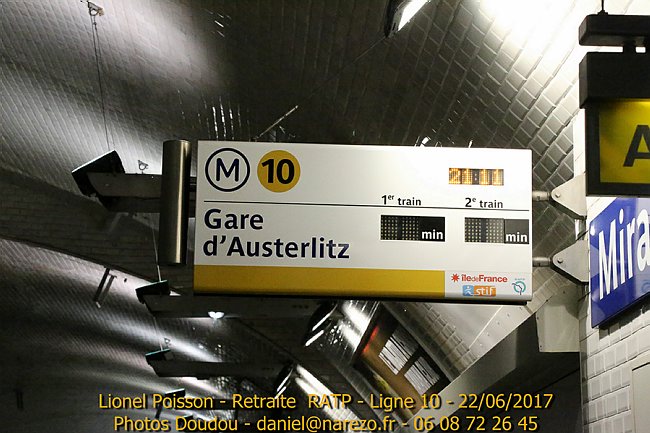 M 10
1er train 2e train
Gare
d'Austerlitz
min min
îledeFrance
stif
A
Mira
Lionel Poisson - Retraite RATP - Ligne 10 - 22/06/2017
Photos Doudou - daniel@narezo.fr - 06 08 72 26 45